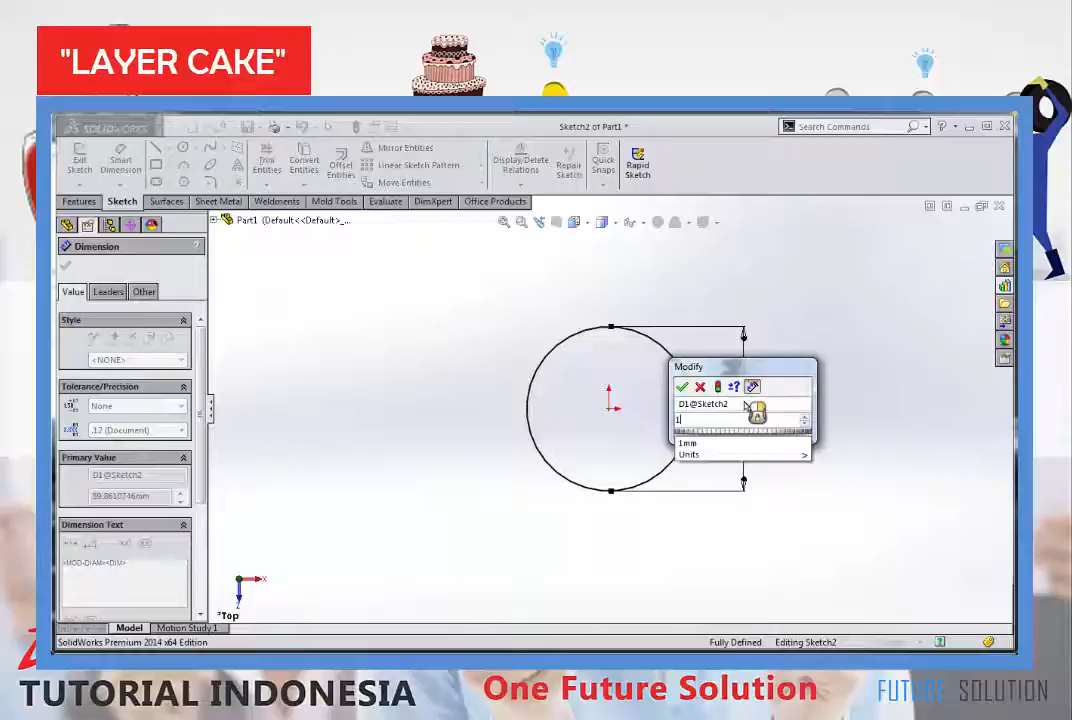 "LAYER CAKE"
SOLIDWORKS
Sketch2 of Part1 *
Search Commands
Exit Sketch
Smart Dimension
Trim Entities
Convert Entities
Offset Entities
Mirror Entities
Linear Sketch Pattern
Move Entities
Display/Delete Relations
Repair Sketch
Quick Snaps
Rapid Sketch
Features Sketch Surfaces Sheet Metal Weldments Mold Tools Evaluate DimXpert Office Products
Part1 (Default<<Default>_...
Dimension
?
Value Leaders Other
Style
<NONE>
Tolerance/Precision
None
.12 (Document)
Primary Value
D1@Sketch2
89.8610746mm
Dimension Text
<MOD-DIAM><DIM>
Modify
D1@Sketch2
1
1mm
Units >
X
Z
*Top
Model Motion Study 1
SolidWorks Premium 2014 x64 Edition
Fully Defined Editing Sketch2
TUTORIAL INDONESIA
One Future Solution
FUTURE SOLUTION